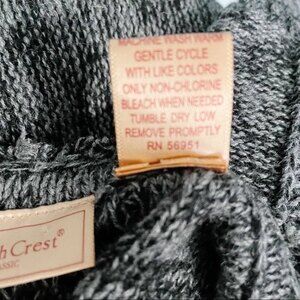 MACHINE WASH WARM
GENTLE CYCLE
WITH LIKE COLORS
ONLY NON-CHLORINE
BLEACH WHEN NEEDED
TUMBLE DRY LOW
REMOVE PROMPTLY
RN 56951
h Crest®
ASSIC